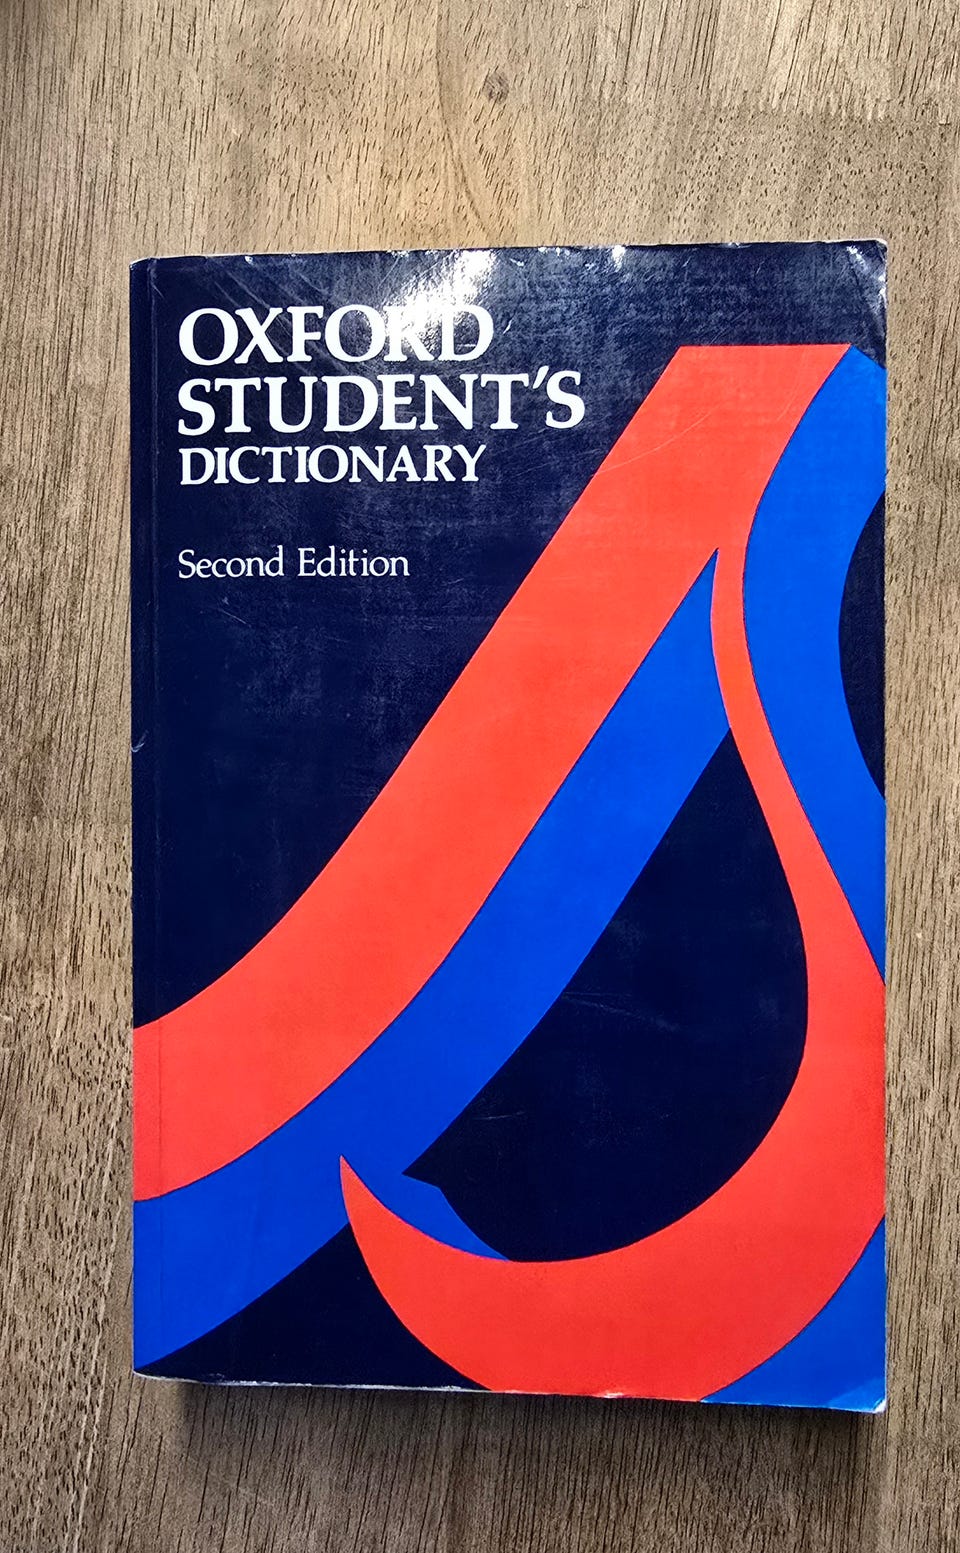 OXFORD
STUDENT'S
DICTIONARY
Second Edition